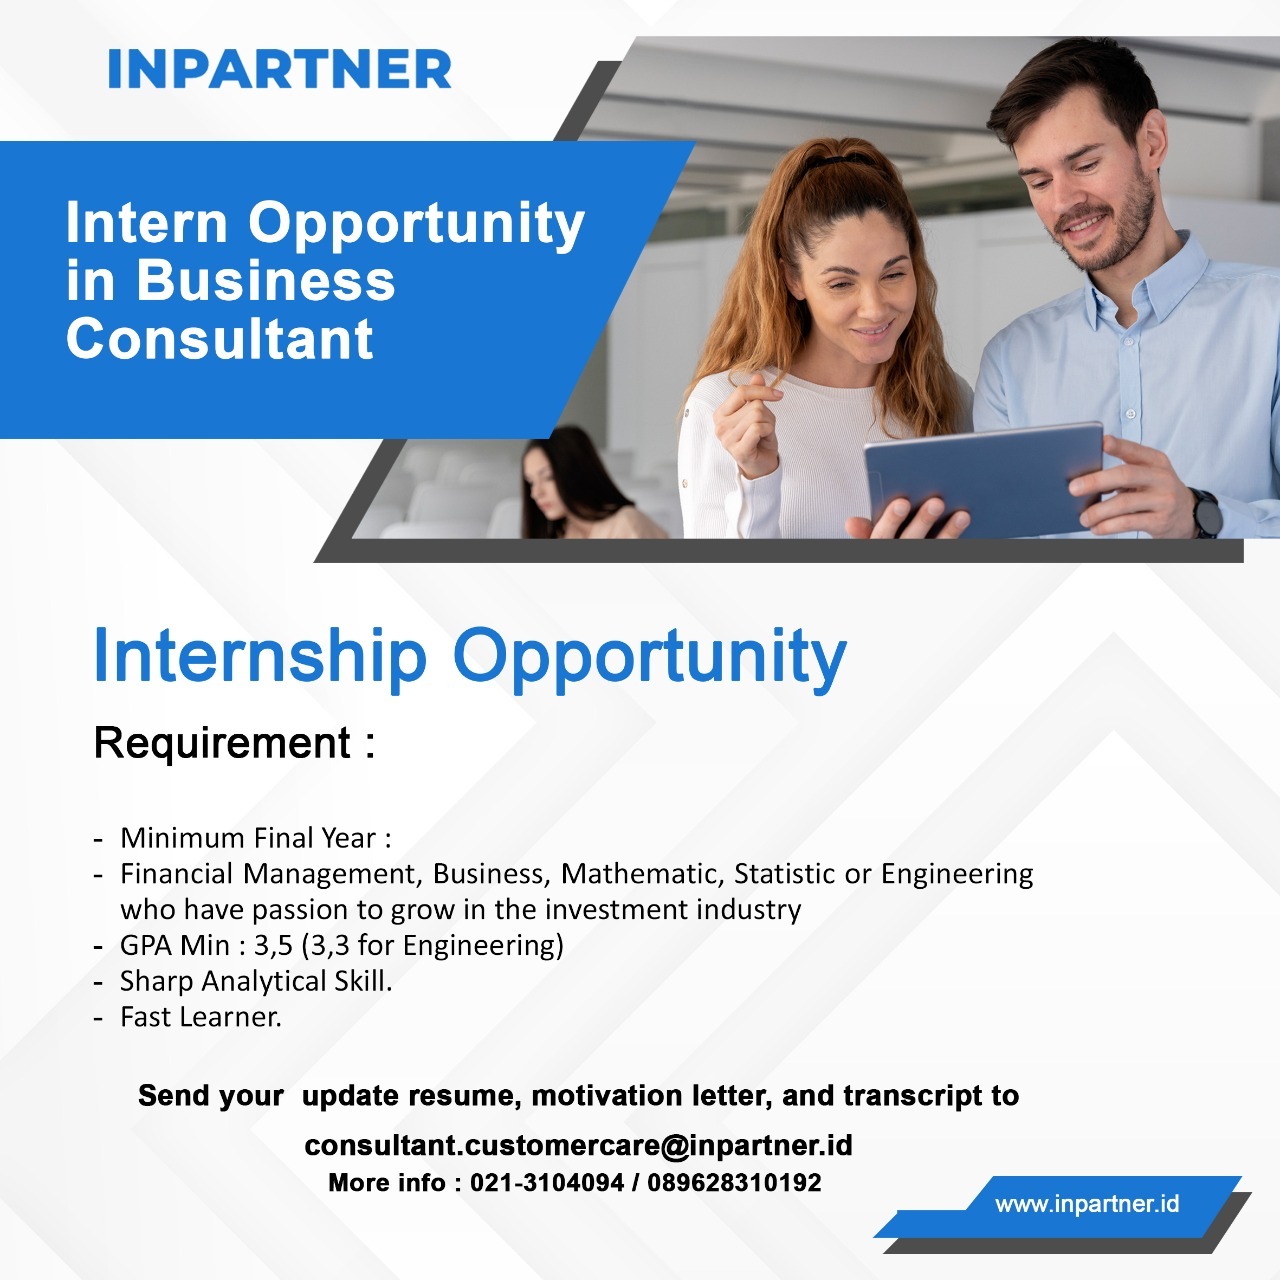 INPARTNER
Intern Opportunity
in Business
Consultant
Internship Opportunity
Requirement :
- Minimum Final Year :
- Financial Management, Business, Mathematic, Statistic or Engineering
who have passion to grow in the investment industry
- GPA Min : 3,5 (3,3 for Engineering)
- Sharp Analytical Skill.
- Fast Learner.
Send your  update resume, motivation letter, and transcript to
consultant.customercare@inpartner.id
More info : 021-3104094 / 089628310192
www.inpartner.id